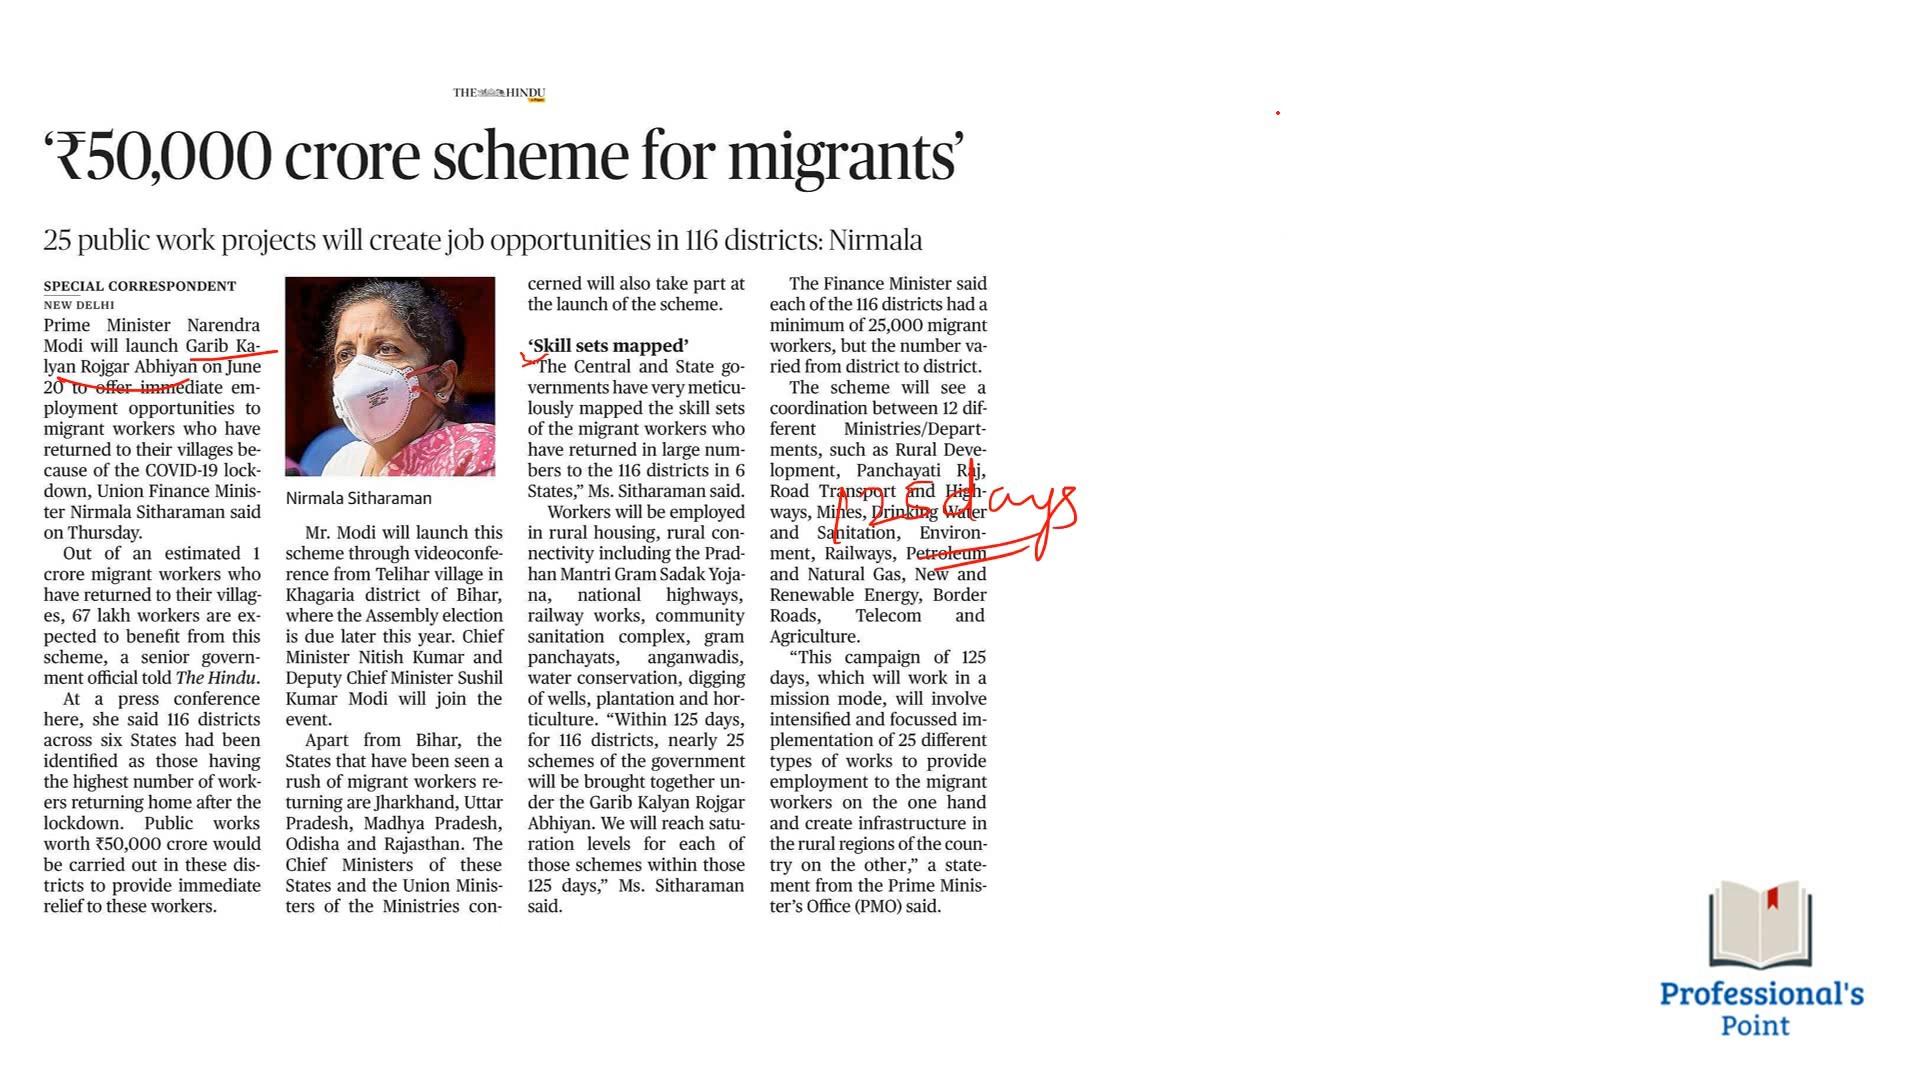 THE HINDU
‘₹50,000 crore scheme for migrants’
25 public work projects will create job opportunities in 116 districts: Nirmala
SPECIAL CORRESPONDENT
NEW DELHI
Prime Minister Narendra
Modi will launch Garib Ka-
lyan Rojgar Abhiyan on June
20 to offer immediate em-
ployment opportunities to
migrant workers who have
returned to their villages be-
cause of the COVID-19 lock-
down, Union Finance Minis-
ter Nirmala Sitharaman said
on Thursday.
Out of an estimated 1
crore migrant workers who
have returned to their villag-
es, 67 lakh workers are ex-
pected to benefit from this
scheme, a senior govern-
ment official told The Hindu.
At a press conference
here, she said 116 districts
across six States had been
identified as those having
the highest number of work-
ers returning home after the
lockdown. Public works
worth ₹50,000 crore would
be carried out in these dis-
tricts to provide immediate
relief to these workers.
Nirmala Sitharaman
Mr. Modi will launch this
scheme through videoconfe-
rence from Telihar village in
Khagaria district of Bihar,
where the Assembly election
is due later this year. Chief
Minister Nitish Kumar and
Deputy Chief Minister Sushil
Kumar Modi will join the
event.
Apart from Bihar, the
States that have been seen a
rush of migrant workers re-
turning are Jharkhand, Uttar
Pradesh, Madhya Pradesh,
Odisha and Rajasthan. The
Chief Ministers of these
States and the Union Minis-
ters of the Ministries con-
cerned will also take part at
the launch of the scheme.
‘Skill sets mapped’
“The Central and State go-
vernments have very meticu-
lously mapped the skill sets
of the migrant workers who
have returned in large num-
bers to the 116 districts in 6
States,” Ms. Sitharaman said.
Workers will be employed
in rural housing, rural con-
nectivity including the Prad-
han Mantri Gram Sadak Yoja-
na, national highways,
railway works, community
sanitation complex, gram
panchayats, anganwadis,
water conservation, digging
of wells, plantation and hor-
ticulture. “Within 125 days,
for 116 districts, nearly 25
schemes of the government
will be brought together un-
der the Garib Kalyan Rojgar
Abhiyan. We will reach satu-
ration levels for each of
those schemes within those
125 days,” Ms. Sitharaman
said.
The Finance Minister said
each of the 116 districts had a
minimum of 25,000 migrant
workers, but the number va-
ried from district to district.
The scheme will see a
coordination between 12 dif-
ferent Ministries/Depart-
ments, such as Rural Deve-
lopment, Panchayati Raj,
Road Transport and High-
ways, Mines, Drinking Water
and Sanitation, Environ-
ment, Railways, Petroleum
and Natural Gas, New and
Renewable Energy, Border
Roads, Telecom and
Agriculture.
“This campaign of 125
days, which will work in a
mission mode, will involve
intensified and focussed im-
plementation of 25 different
types of works to provide
employment to the migrant
workers on the one hand
and create infrastructure in
the rural regions of the coun-
try on the other,” a state-
ment from the Prime Minis-
ter’s Office (PMO) said.
125 days
Professional's
Point